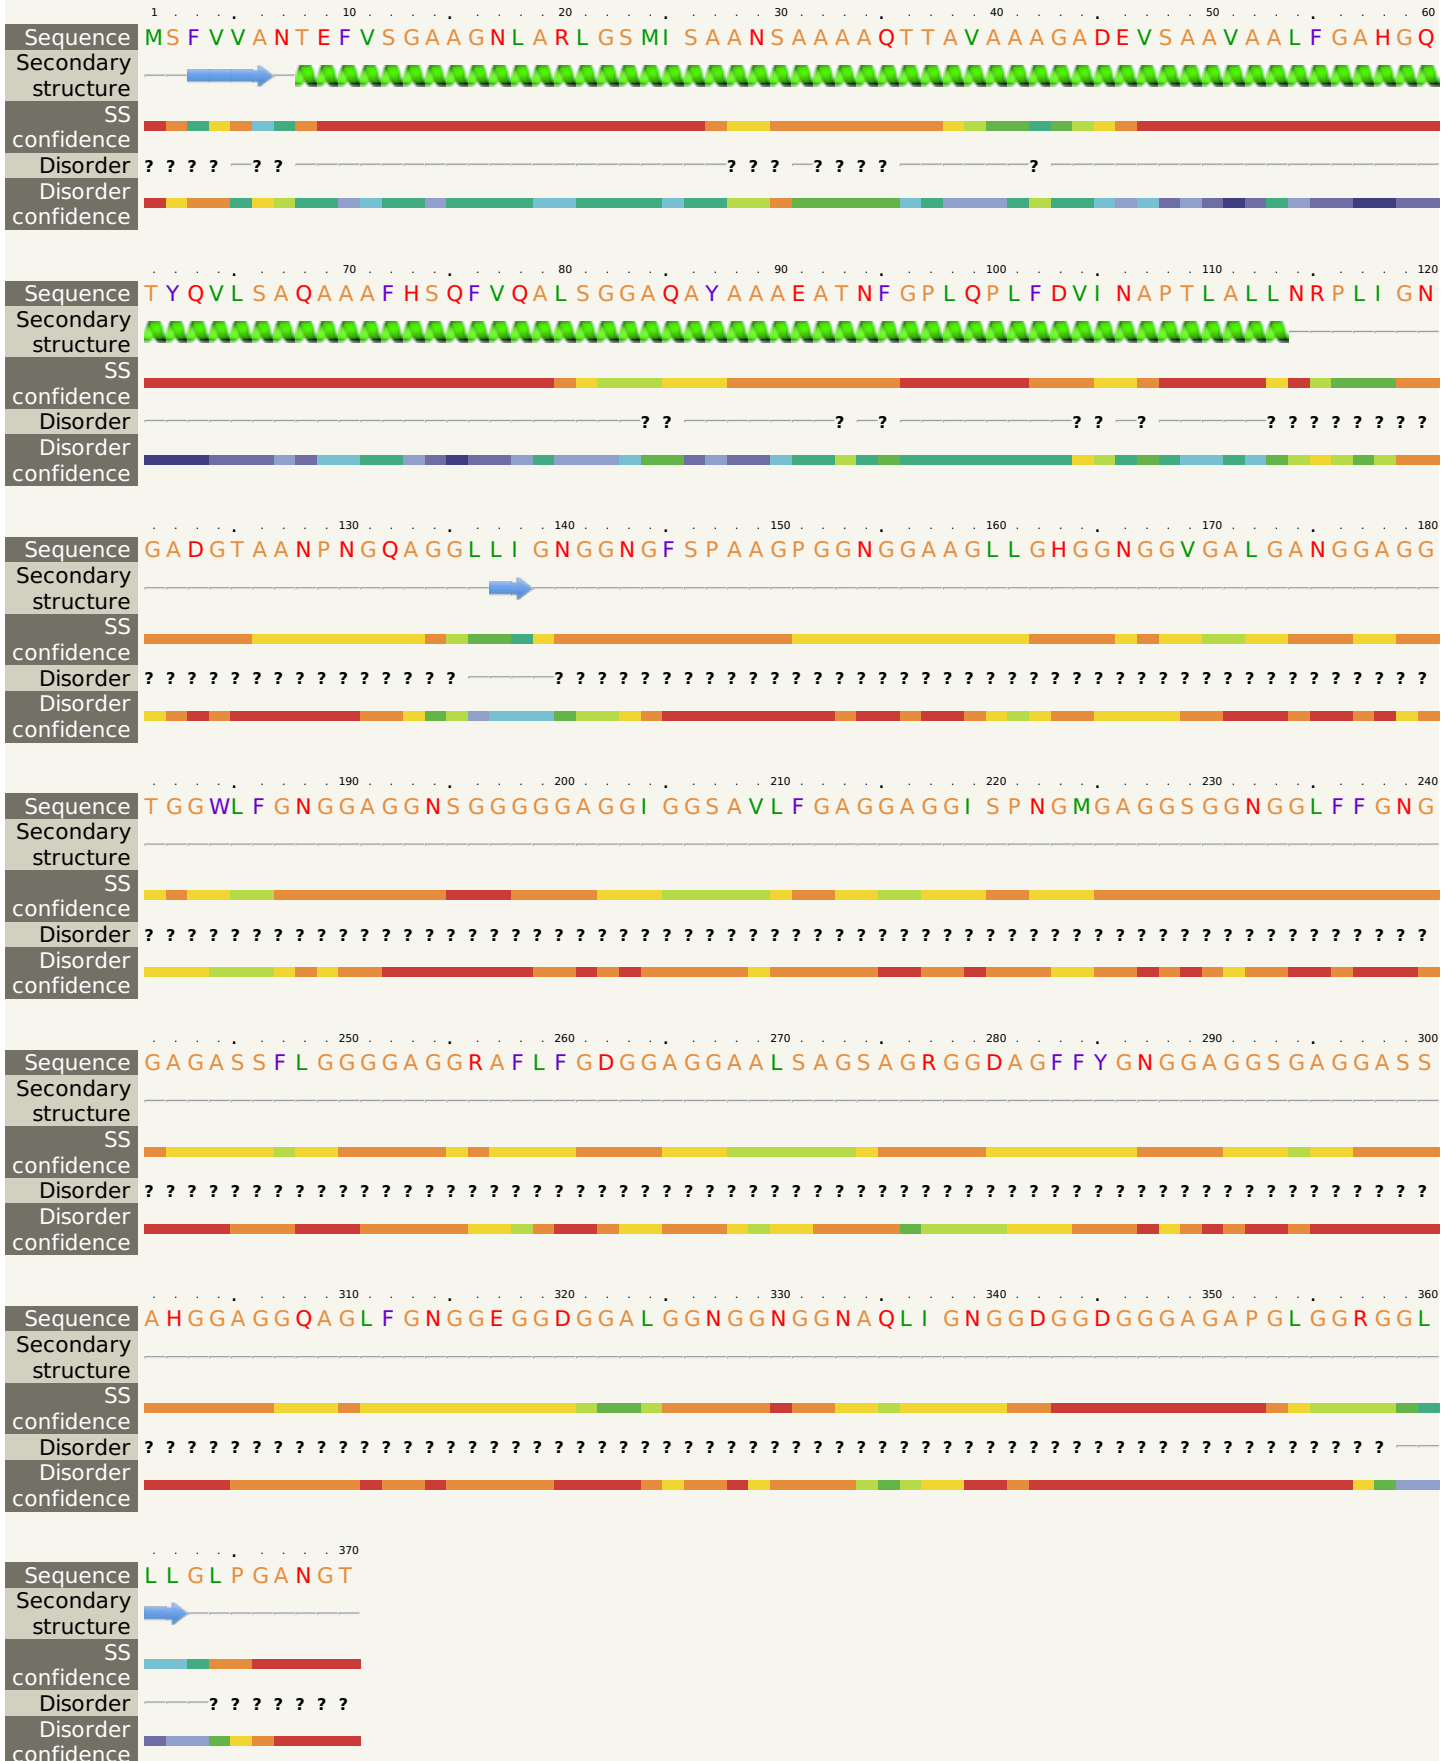 1 10 20 30 40 50 60
Sequence MSFVVANTEFVSGAAGNLARLGSMISAANSAAAAQTTAVAAAGADEVSAAVAALFGAHGQ
Secondary
structure
SS
confidence
Disorder ? ? ? ? ? ? ? ? ? ? ? ? ? ?
Disorder
confidence
70 80 90 100 110 120
Sequence TYQVLSAQAAAFHSQFVQALSGGAQAYAAAEATNFGPLQPLFDVINAPTLALLNRPLIGN
Secondary
structure
SS
confidence
Disorder ? ? ? ? ? ? ? ? ? ? ? ? ? ? ?
Disorder
confidence
130 140 150 160 170 180
Sequence GADGTAANPNGQAGGLLIGNGGNGFSPAAGPGGNGGAAGLLGHGGNGGVGALGANGGAGG
Secondary
structure
SS
confidence
Disorder ? ? ? ? ? ? ? ? ? ? ? ? ? ? ? ? ? ? ? ? ? ? ? ? ? ? ? ? ? ? ? ? ? ? ? ? ? ? ? ? ? ? ? ? ? ? ? ? ? ? ? ? ? ? ? ?
Disorder
confidence
190 200 210 220 230 240
Sequence TGGWLFGNGGAGGNSGGGGGAGGIGGSAVLFGAGGAGGISPNGMGAGGSGGNGGLFFGNG
Secondary
structure
SS
confidence
Disorder ? ? ? ? ? ? ? ? ? ? ? ? ? ? ? ? ? ? ? ? ? ? ? ? ? ? ? ? ? ? ? ? ? ? ? ? ? ? ? ? ? ? ? ? ? ? ? ? ? ? ? ? ? ? ? ? ? ? ? ?
Disorder
confidence
250 260 270 280 290 300
Sequence GAGASSFLGGGGAGGRAFLFGDGGAGGAALSAGSAGRGGDAGFFYGNGGAGGSGAGGASS
Secondary
structure
SS
confidence
Disorder ? ? ? ? ? ? ? ? ? ? ? ? ? ? ? ? ? ? ? ? ? ? ? ? ? ? ? ? ? ? ? ? ? ? ? ? ? ? ? ? ? ? ? ? ? ? ? ? ? ? ? ? ? ? ? ? ? ? ? ?
Disorder
confidence
310 320 330 340 350 360
Sequence AHGGAGGQAGLFGNGGEGGDGGALGGNGGNGGNAQLIGNGGDGGDGGGAGAPGLGGRGGL
Secondary
structure
SS
confidence
Disorder ? ? ? ? ? ? ? ? ? ? ? ? ? ? ? ? ? ? ? ? ? ? ? ? ? ? ? ? ? ? ? ? ? ? ? ? ? ? ? ? ? ? ? ? ? ? ? ? ? ? ? ? ? ? ? ? ? ?
Disorder
confidence
370
Sequence LLGLPGANGT
Secondary
structure
SS
confidence
Disorder ? ? ? ? ? ? ?
Disorder
confidence